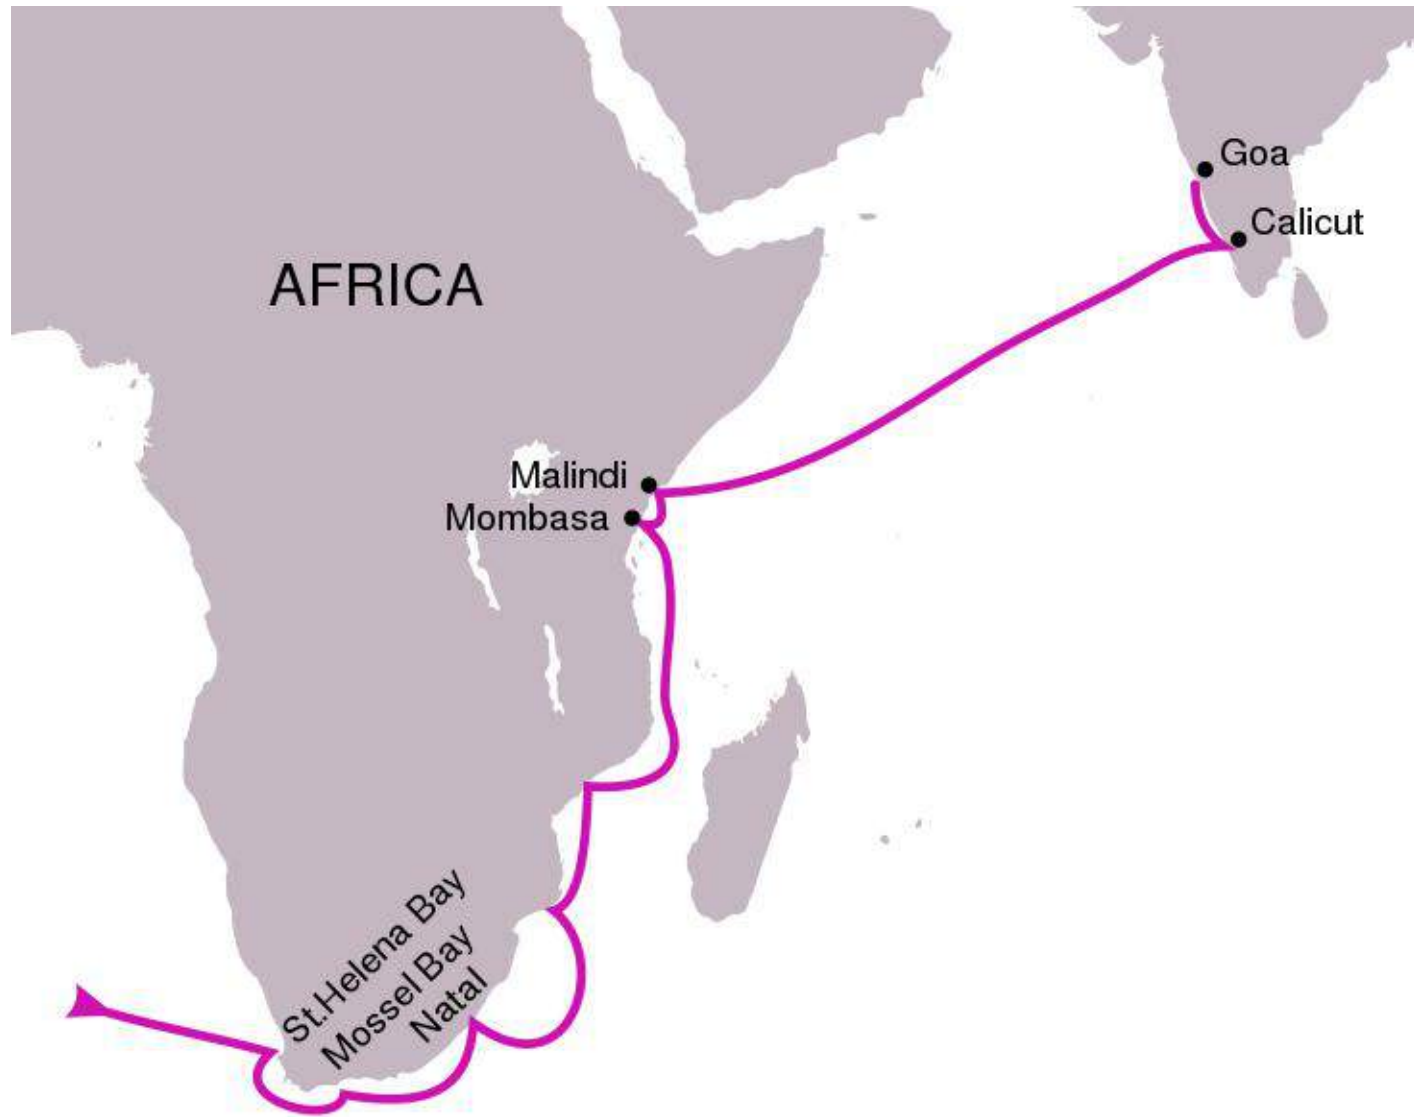 Goa
Calicut
AFRICA
Malindi
Mombasa
St.Helena Bay
Mossel Bay
Natal